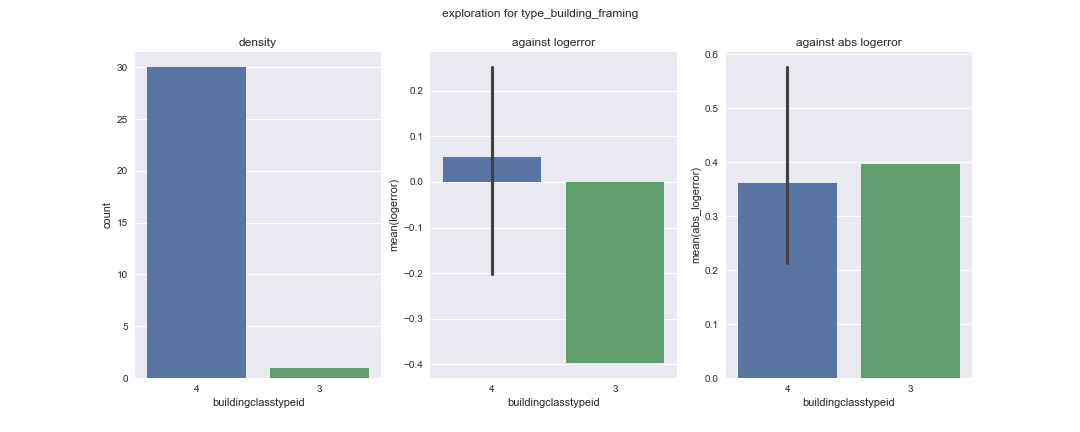 exploration for type_building_framing
density
30
25
20
15
10
5
0
count
4
3
buildingclasstypeid
against logerror
0.2
0.1
0.0
−0.1
−0.2
−0.3
−0.4
mean(logerror)
4
3
buildingclasstypeid
against abs logerror
0.6
0.5
0.4
0.3
0.2
0.1
0.0
mean(abs_logerror)
4
3
buildingclasstypeid